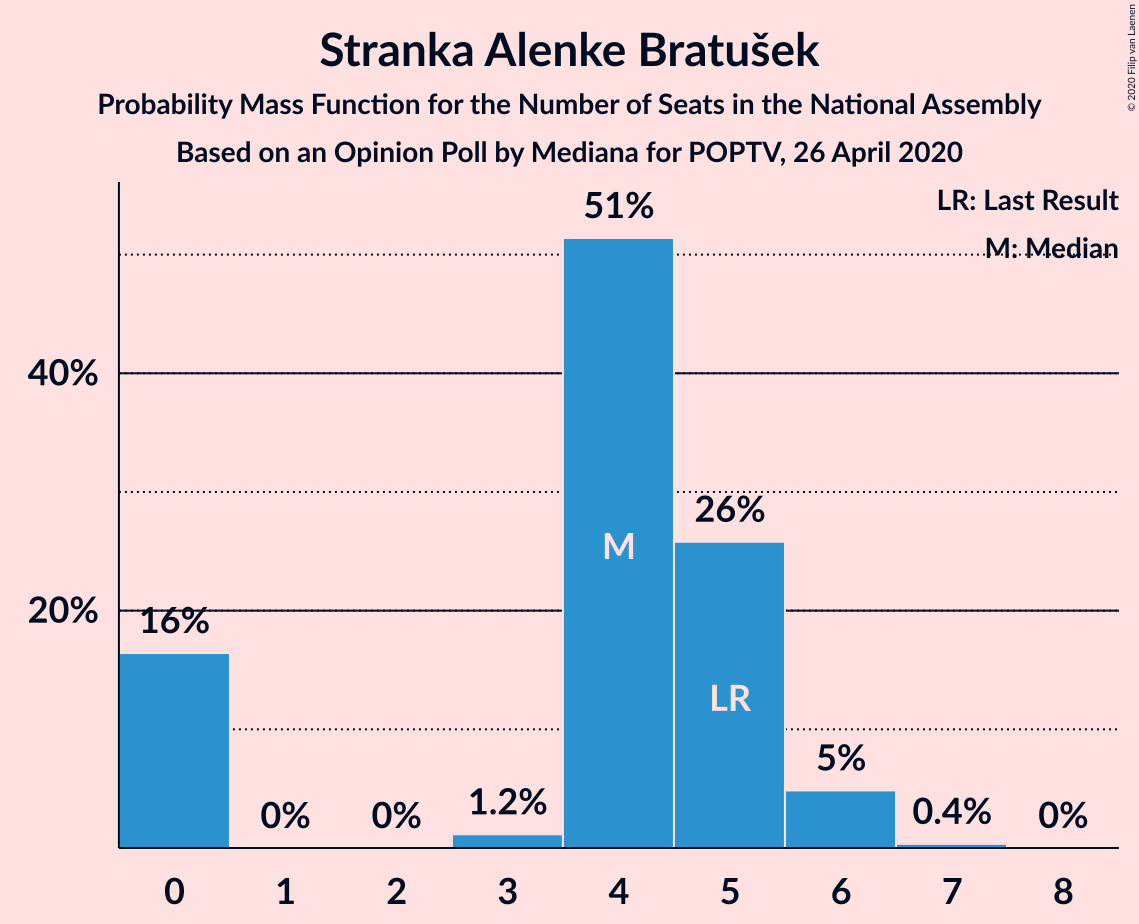 Stranka Alenke Bratušek
Probability Mass Function for the Number of Seats in the National Assembly
Based on an Opinion Poll by Mediana for POPTV, 26 April 2020
© 2020 Filip van Laenen
LR: Last Result
M: Median
51%
40%
26%
M
20%
16%
LR
5%
1.2%
0.4%
0%
0%
0%
0 1 2 3 4 5 6 7 8